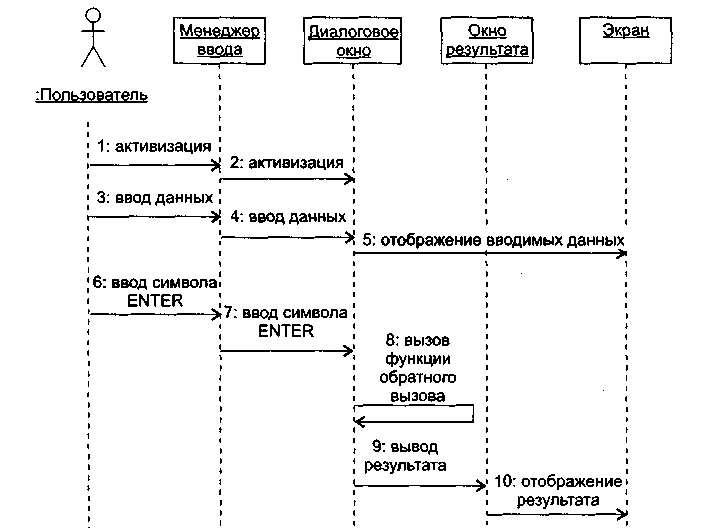 Менеджер
ввода
Диалоговое
окно
Окно
результата
Экран
:Пользователь
1: активизация
2: активизация
3: ввод данных
4: ввод данных
5: отображение вводимых данных
6: ввод символа
ENTER
7: ввод символа
ENTER
8: вызов
функции
обратного
вызова
9: вывод
результата
10: отображение
результата